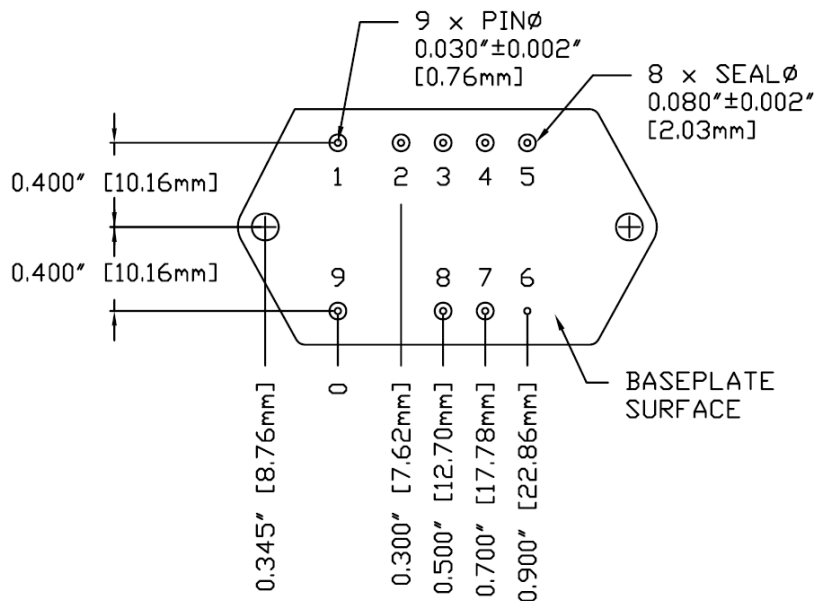 9 x PINØ
0.030"±0.002"
[0.76mm]
8 x SEALØ
0.080"±0.002"
[2.03mm]
0.400" [10.16mm]
1 2 3 4 5
0.400" [10.16mm]
9 8 7 6
BASEPLATE
SURFACE
0.345" [8.76mm]
0
0.300" [7.62mm]
0.500" [12.70mm]
0.700" [17.78mm]
0.900" [22.86mm]